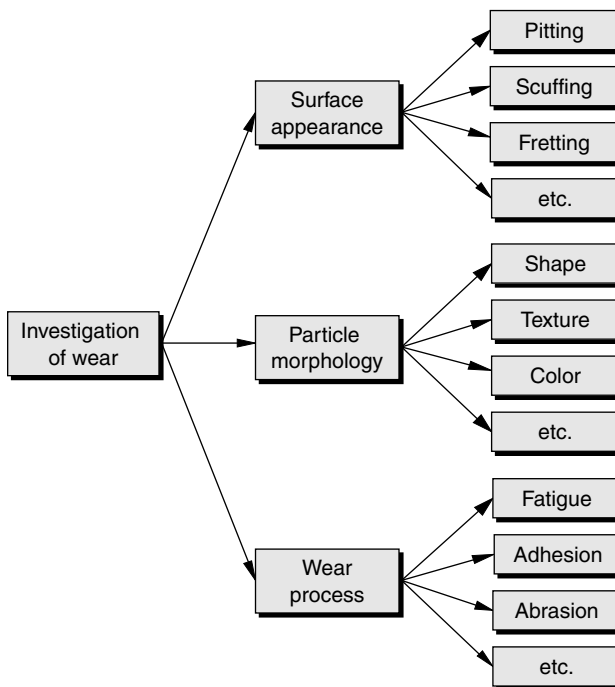 Investigation
of wear
Surface
appearance
Pitting
Scuffing
Fretting
etc.
Particle
morphology
Shape
Texture
Color
etc.
Wear
process
Fatigue
Adhesion
Abrasion
etc.